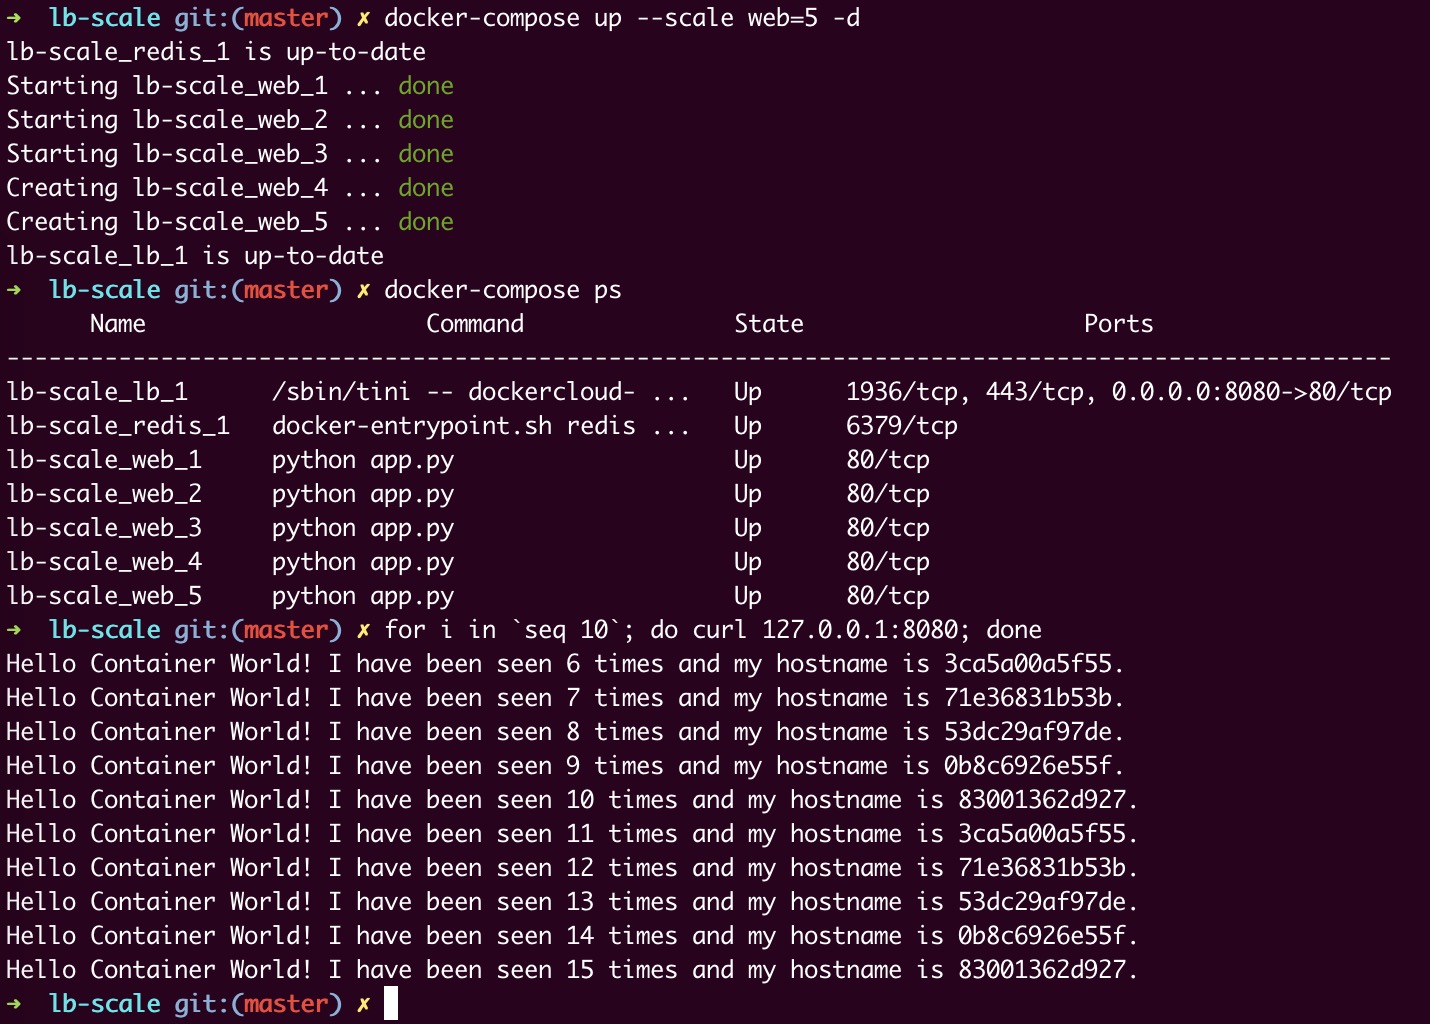 ➜  lb-scale git:(master) ✗ docker-compose up --scale web=5 -d
lb-scale_redis_1 is up-to-date
Starting lb-scale_web_1 ... done
Starting lb-scale_web_2 ... done
Starting lb-scale_web_3 ... done
Creating lb-scale_web_4 ... done
Creating lb-scale_web_5 ... done
lb-scale_lb_1 is up-to-date
➜  lb-scale git:(master) ✗ docker-compose ps
      Name                    Command               State                    Ports
---------------------------------------------------------------------------------------------------
lb-scale_lb_1      /sbin/tini -- dockercloud- ...   Up      1936/tcp, 443/tcp, 0.0.0.0:8080->80/tcp
lb-scale_redis_1   docker-entrypoint.sh redis ...   Up      6379/tcp
lb-scale_web_1     python app.py                    Up      80/tcp
lb-scale_web_2     python app.py                    Up      80/tcp
lb-scale_web_3     python app.py                    Up      80/tcp
lb-scale_web_4     python app.py                    Up      80/tcp
lb-scale_web_5     python app.py                    Up      80/tcp
➜  lb-scale git:(master) ✗ for i in `seq 10`; do curl 127.0.0.1:8080; done
Hello Container World! I have been seen 6 times and my hostname is 3ca5a00a5f55.
Hello Container World! I have been seen 7 times and my hostname is 71e36831b53b.
Hello Container World! I have been seen 8 times and my hostname is 53dc29af97de.
Hello Container World! I have been seen 9 times and my hostname is 0b8c6926e55f.
Hello Container World! I have been seen 10 times and my hostname is 83001362d927.
Hello Container World! I have been seen 11 times and my hostname is 3ca5a00a5f55.
Hello Container World! I have been seen 12 times and my hostname is 71e36831b53b.
Hello Container World! I have been seen 13 times and my hostname is 53dc29af97de.
Hello Container World! I have been seen 14 times and my hostname is 0b8c6926e55f.
Hello Container World! I have been seen 15 times and my hostname is 83001362d927.
➜  lb-scale git:(master) ✗